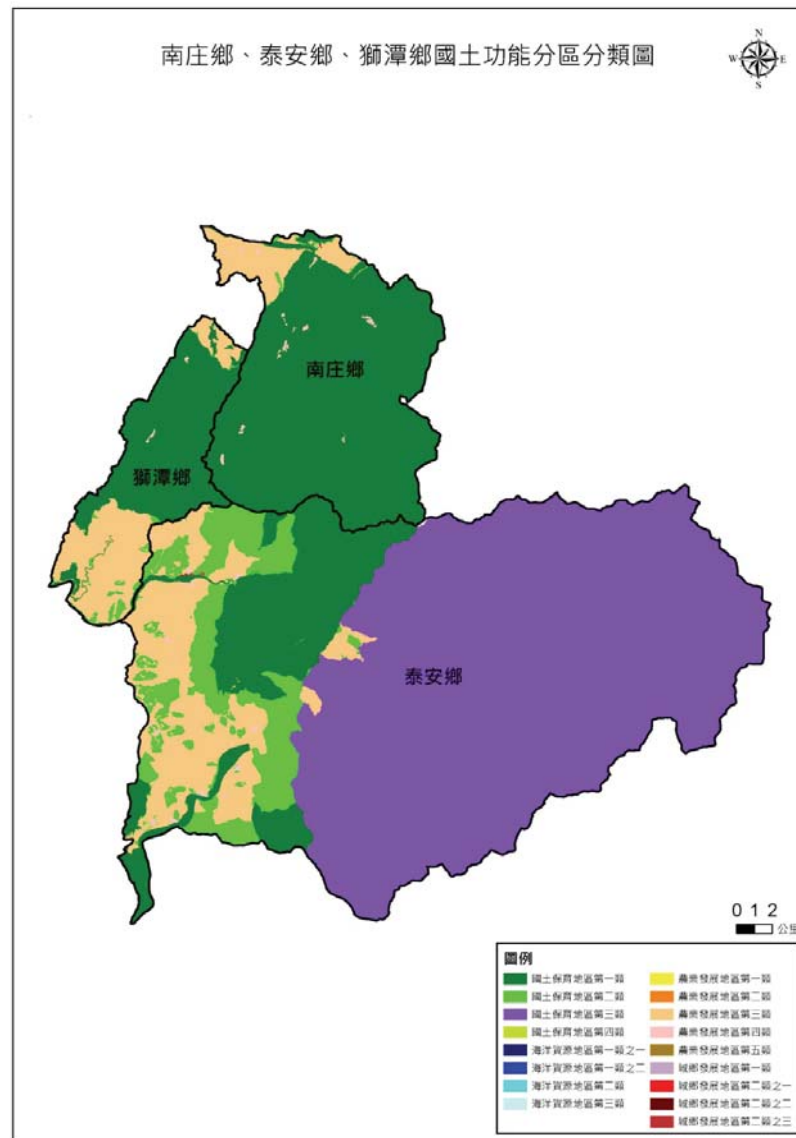 南庄鄉、泰安鄉、獅潭鄉國土功能分區分類圖
N
W E
S
南庄鄉
獅潭鄉
泰安鄉
0 1 2
公里
圖例
國土保育地區第一類
國土保育地區第二類
國土保育地區第三類
國土保育地區第四類
海洋資源地區第一類之一
海洋資源地區第一類之二
海洋資源地區第二類
海洋資源地區第三類
農業發展地區第一類
農業發展地區第二類
農業發展地區第三類
農業發展地區第四類
農業發展地區第五類
城鄉發展地區第一類
城鄉發展地區第二類之一
城鄉發展地區第二類之二
城鄉發展地區第二類之三